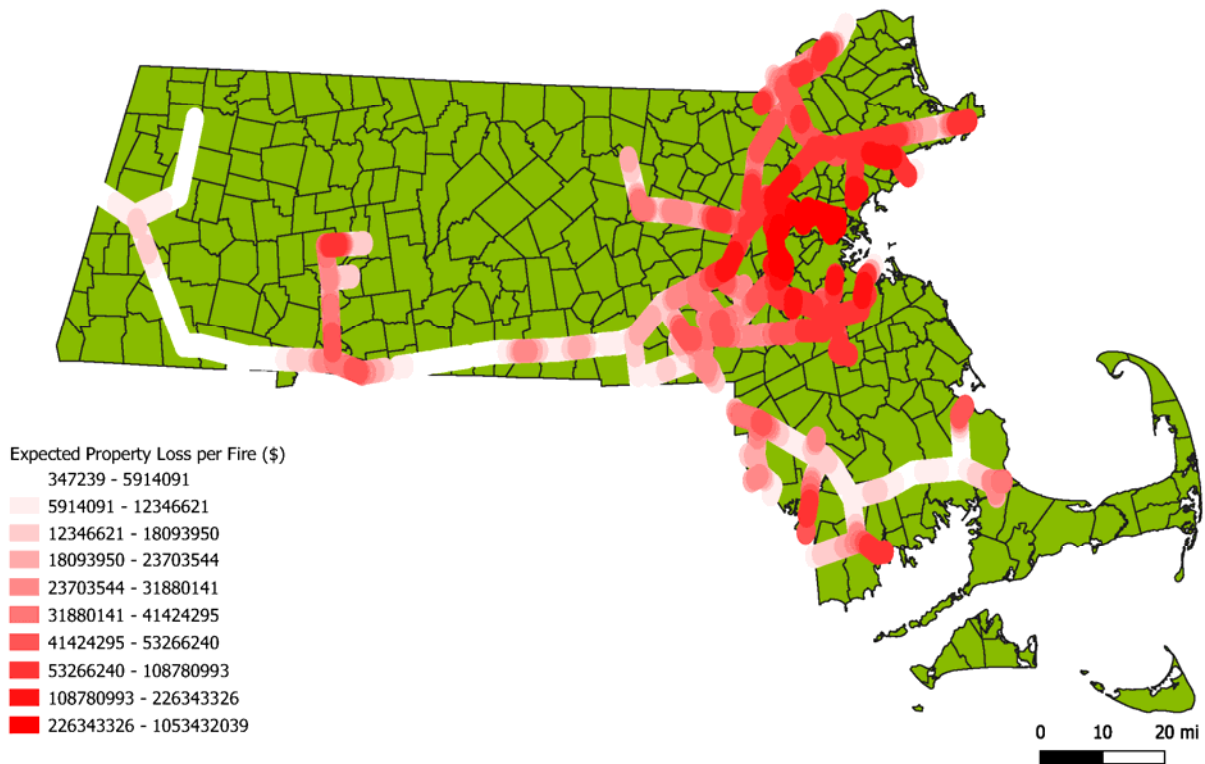 Expected Property Loss per Fire ($)
347239 - 5914091
5914091 - 12346621
12346621 - 18093950
18093950 - 23703544
23703544 - 31880141
31880141 - 41424295
41424295 - 53266240
53266240 - 108780993
108780993 - 226343326
226343326 - 1053432039
0 10 20 mi